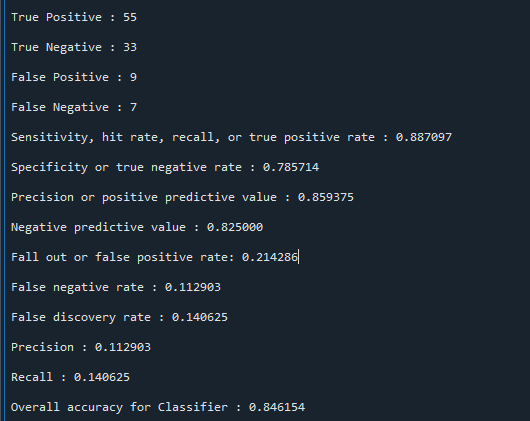 True Positive : 55
True Negative : 33
False Positive : 9
False Negative : 7
Sensitivity, hit rate, recall, or true positive rate : 0.887097
Specificity or true negative rate : 0.785714
Precision or positive predictive value : 0.859375
Negative predictive value : 0.825000
Fall out or false positive rate: 0.214286
False negative rate : 0.112903
False discovery rate : 0.140625
Precision : 0.112903
Recall : 0.140625
Overall accuracy for Classifier : 0.846154